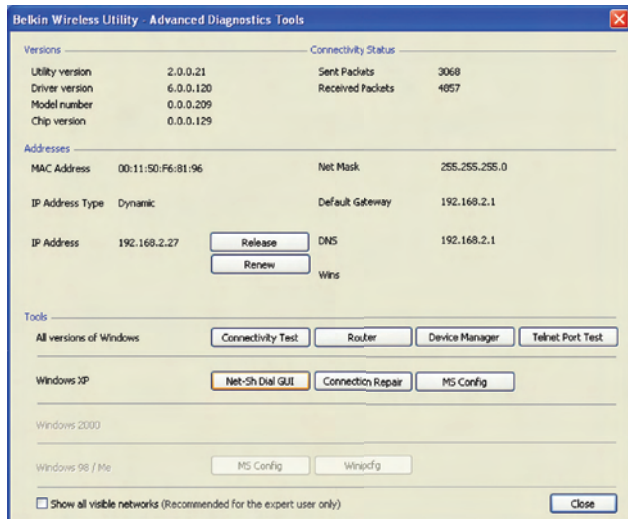 Belkin Wireless Utility - Advanced Diagnostics Tools
Versions
Utility version 2.0.0.21
Driver version 6.0.0.120
Model number 0.0.0.209
Chip version 0.0.0.129
Connectivity Status
Sent Packets 3068
Received Packets 4857
Addresses
MAC Address 00:11:50:F6:81:96
Net Mask 255.255.255.0
IP Address Type Dynamic
Default Gateway 192.168.2.1
IP Address 192.168.2.27 Release
DNS 192.168.2.1
Renew
Wins
Tools
All versions of Windows Connectivity Test Router Device Manager Telnet Port Test
Windows XP Net-Sh Dial GUI Connection Repair MS Config
Windows 2000
Windows 98 / Me MS Config Winipcfg
Show all visible networks (Recommended for the expert user only) Close